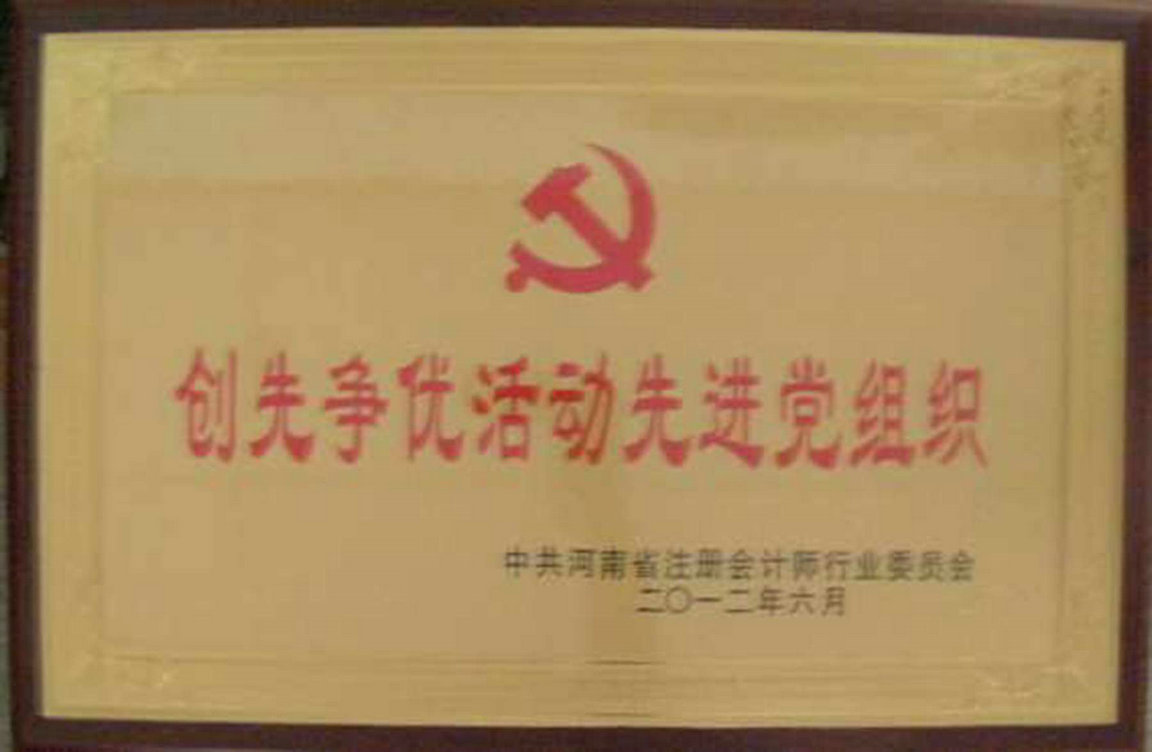 创先争优活动先进党组织
中共河南省注册会计师行业委员会
二〇一二年六月